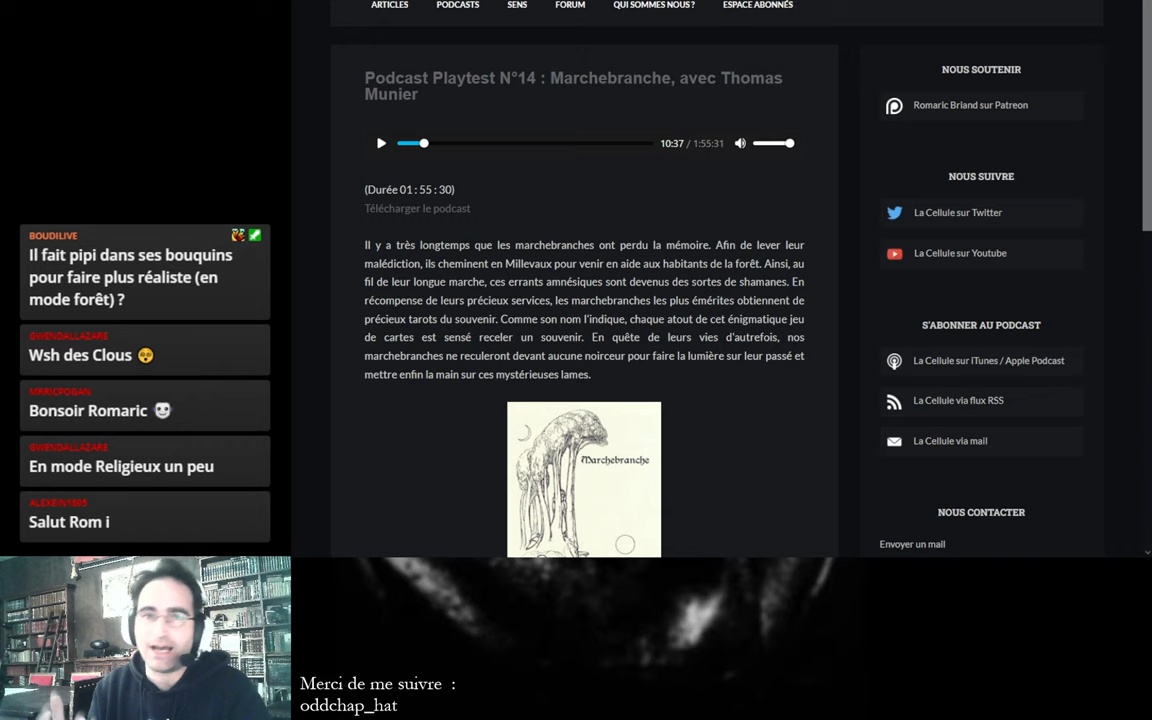 ARTICLES PODCASTS SENS FORUM QUI SOMMES NOUS ? ESPACE ABONNÉS
Podcast Playtest N°14 : Marchebranche, avec Thomas
Munier
10:37 / 1:55:31
(Durée 01 : 55 : 30)
Télécharger le podcast
Il y a très longtemps que les marchebranches ont perdu la mémoire. Afin de lever leur
malédiction, ils cheminent en Millevaux pour venir en aide aux habitants de la forêt. Ainsi, au
fil de leur longue marche, ces errants amnésiques sont devenus des sortes de shamanes. En
récompense de leurs précieux services, les marchebranches les plus émérites obtiennent de
précieux tarots du souvenir. Comme son nom l'indique, chaque atout de cet énigmatique jeu
de cartes est sensé receler un souvenir. En quête de leurs vies d'autrefois, nos
marchebranches ne reculeront devant aucune noirceur pour faire la lumière sur leur passé et
mettre enfin la main sur ces mystérieuses lames.
Marchebranche
NOUS SOUTENIR
Romaric Briand sur Patreon
NOUS SUIVRE
La Cellule sur Twitter
La Cellule sur Youtube
S'ABONNER AU PODCAST
La Cellule sur ITunes / Apple Podcast
La Cellule via flux RSS
La Cellule via mail
NOUS CONTACTER
Envoyer un mail
BOUDILIVE
Il fait pipi dans ses bouquins
pour faire plus réaliste (en
mode forêt) ?
GWENDALLAZARE
Wsh des Clous
MERICPOGAN
Bonsoir Romaric
GWENDALLAZARE
En mode Religieux un peu
Salut Rom i
Merci de me suivre :
oddchap_hat